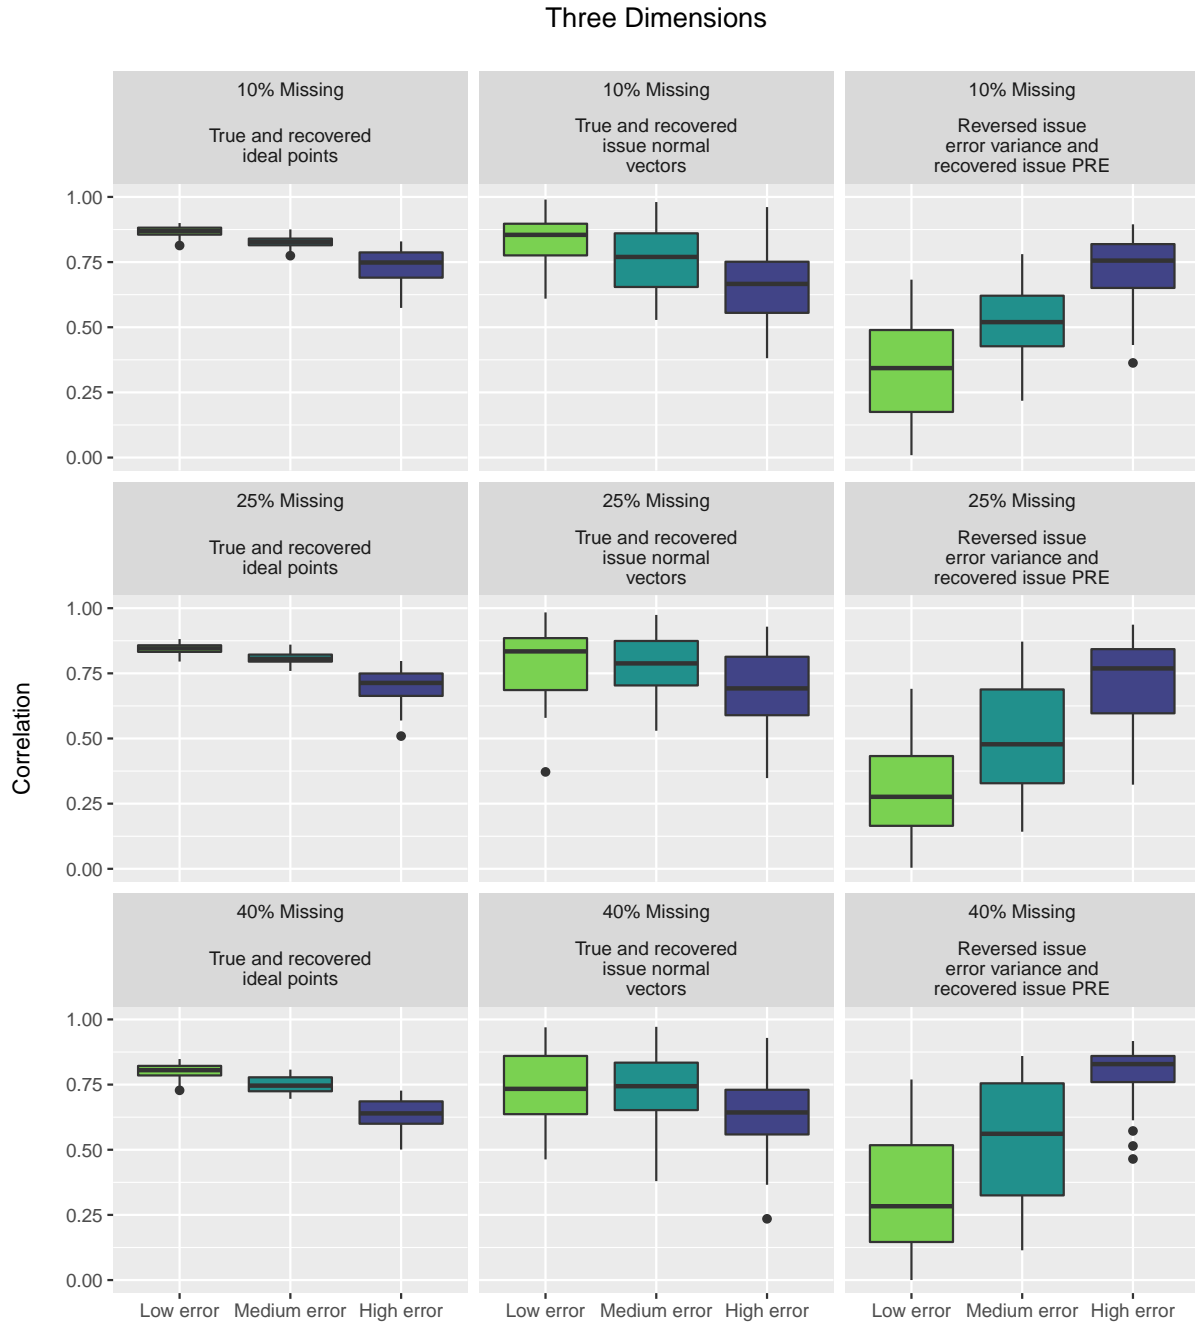 Three Dimensions
10% Missing
True and recovered
ideal points
10% Missing
True and recovered
issue normal
vectors
10% Missing
Reversed issue
error variance and
recovered issue PRE
1.00
0.75
0.50
0.25
0.00
25% Missing
True and recovered
ideal points
25% Missing
True and recovered
issue normal
vectors
25% Missing
Reversed issue
error variance and
recovered issue PRE
1.00
0.75
0.50
0.25
0.00
Correlation
40% Missing
True and recovered
ideal points
40% Missing
True and recovered
issue normal
vectors
40% Missing
Reversed issue
error variance and
recovered issue PRE
1.00
0.75
0.50
0.25
0.00
Low error Medium error High error
Low error Medium error High error
Low error Medium error High error